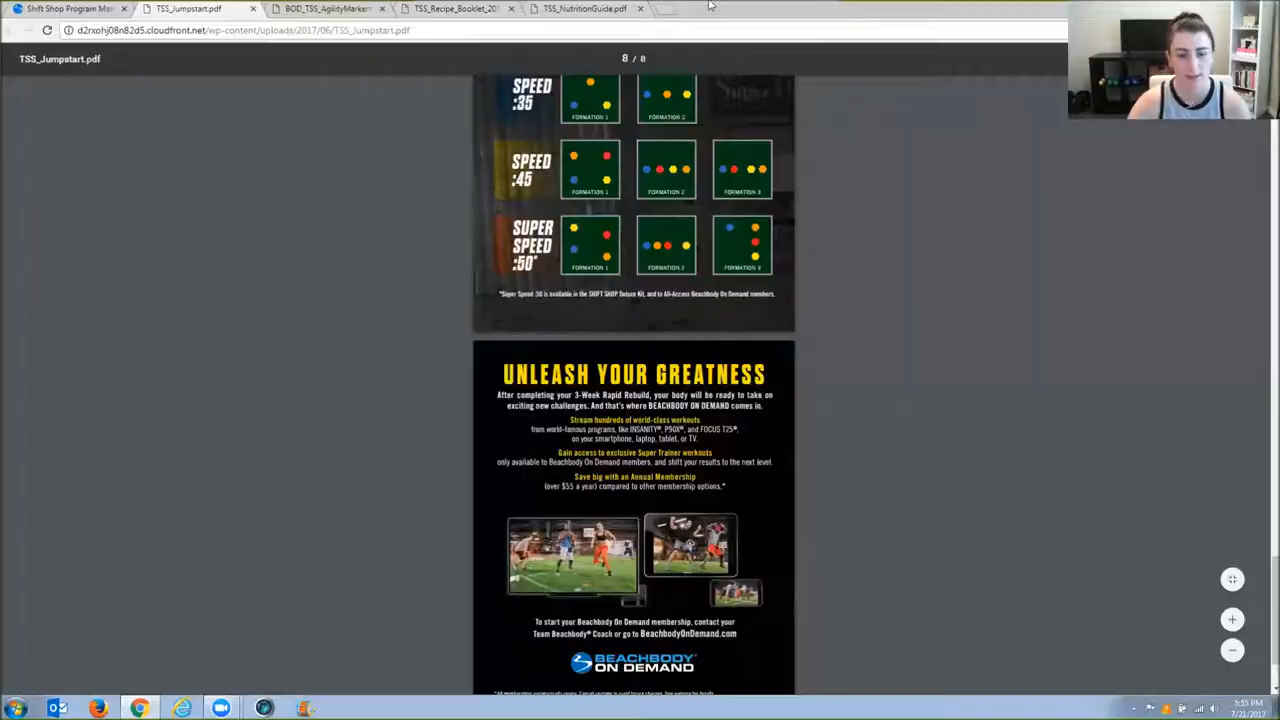 Shift Shop Program Ma
TSS_Jumpstart.pdf
BOD_TSS_AgilityMarker
TSS_Recipe_Booklet_20
TSS_NutritionGuide.pdf
d2rxohj08n82d5.cloudfront.net/wp-content/uploads/2017/06/TSS_Jumpstart.pdf
TSS_Jumpstart.pdf
8 / 8
SPEED
:35
FORMATION 1
FORMATION 2
SPEED
:45
FORMATION 1
FORMATION 2
FORMATION 3
SUPER
SPEED
:50*
FORMATION 1
FORMATION 2
FORMATION 3
*Super Speed :50 is available in the SHIFT SHOP Deluxe Kit, and to All-Access Beachbody On Demand members.
UNLEASH YOUR GREATNESS
After completing your 3-Week Rapid Rebuild, your body will be ready to take on
exciting new challenges. And that's where BEACHBODY ON DEMAND comes in.
Stream hundreds of world-class workouts
from world-famous programs, like INSANITY®, P90X®, and FOCUS T25®,
on your smartphone, laptop, tablet, or TV.
Gain access to exclusive Super Trainer workouts
only available to Beachbody On Demand members, and shift your results to the next level.
Save big with an Annual Membership
(over $55 a year) compared to other membership options.*
To start your Beachbody On Demand membership, contact your
Team Beachbody® Coach or go to BeachbodyOnDemand.com
BEACHBODY
ON DEMAND
5:55 PM
7/21/2017